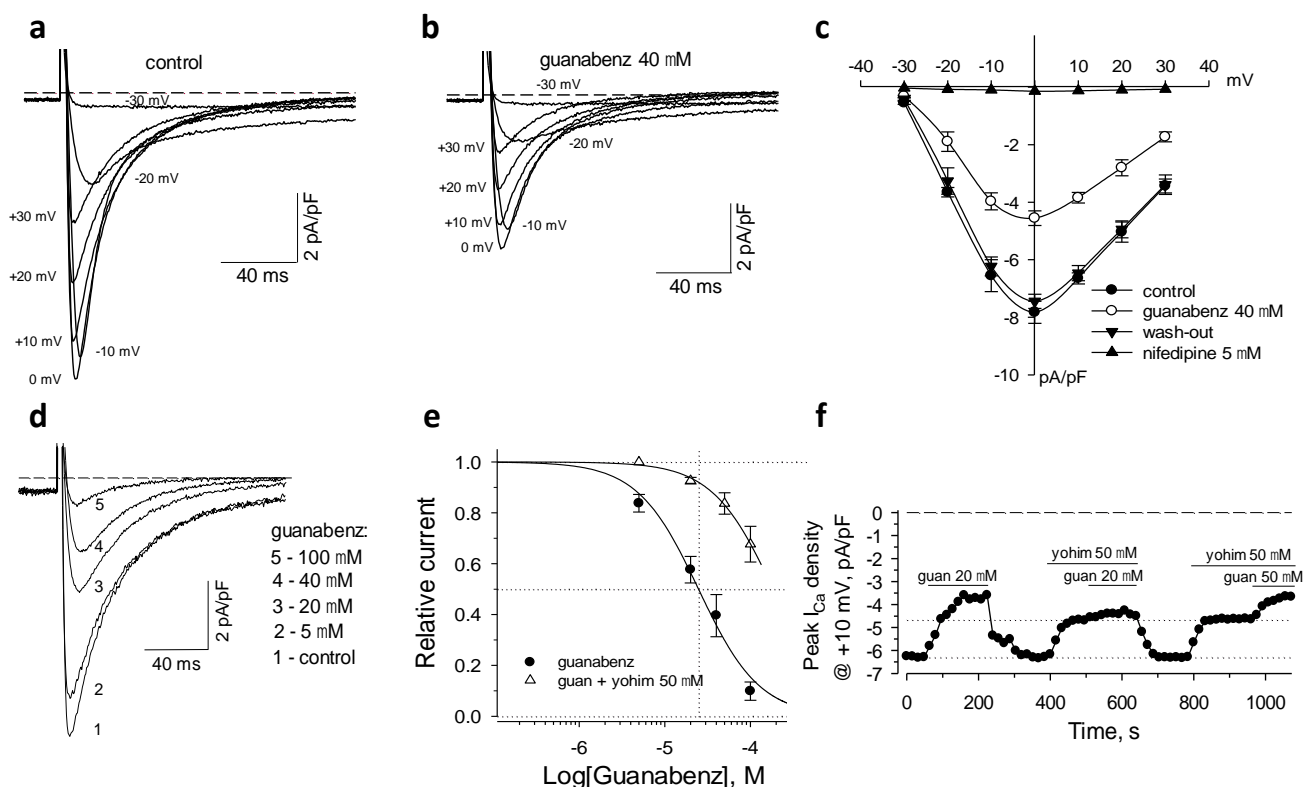 a
control
-30 mV
-20 mV
+30 mV
+20 mV
+10 mV
-10 mV
0 mV
2 pA/pF
40 ms
b
guanabenz 40 mM
-30 mV
+30 mV
-20 mV
+20 mV
+10 mV
-10 mV
0 mV
2 pA/pF
40 ms
c
-40 -30 -20 -10 0 10 20 30 40
mV
-2
-4
-6
-8
-10
pA/pF
control
guanabenz 40 mM
wash-out
nifedipine 5 mM
d
5
4
3
2
1
guanabenz:
5 - 100 mM
4 - 40 mM
3 - 20 mM
2 - 5 mM
1 - control
2 pA/pF
40 ms
e
Relative current
1.0
0.8
0.6
0.4
0.2
0.0
guanabenz
guan + yohim 50 mM
-6 -5 -4
Log[Guanabenz], M
f
Peak ICa density
@ +10 mV, pA/pF
0
-1
-2
-3
-4
-5
-6
-7
guan 20 mM
yohim 50 mM
guan 20 mM
yohim 50 mM
guan 50 mM
0 200 400 600 800 1000
Time, s